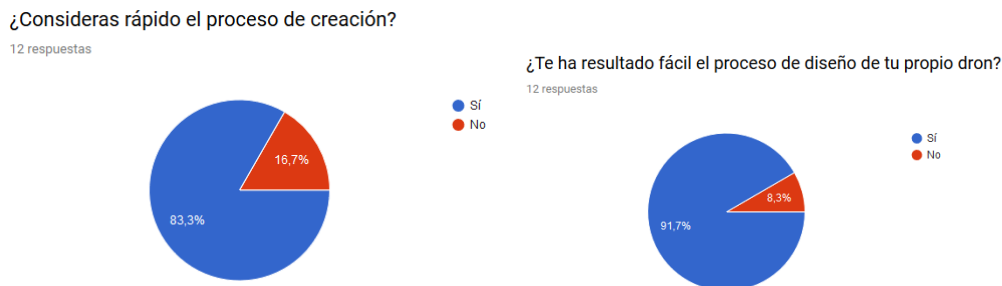 ¿Consideras rápido el proceso de creación?
12 respuestas
Sí
No
16,7%
83,3%
¿Te ha resultado fácil el proceso de diseño de tu propio dron?
12 respuestas
Sí
No
8,3%
91,7%